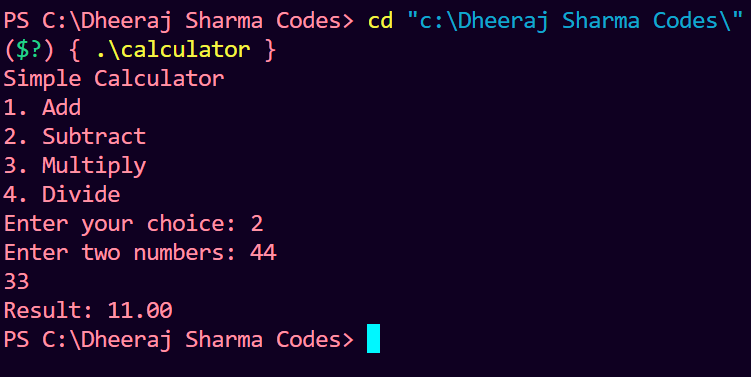 PS C:\Dheeraj Sharma Codes> cd "c:\Dheeraj Sharma Codes\"
($?) { .\calculator }
Simple Calculator
1. Add
2. Subtract
3. Multiply
4. Divide
Enter your choice: 2
Enter two numbers: 44
33
Result: 11.00
PS C:\Dheeraj Sharma Codes>